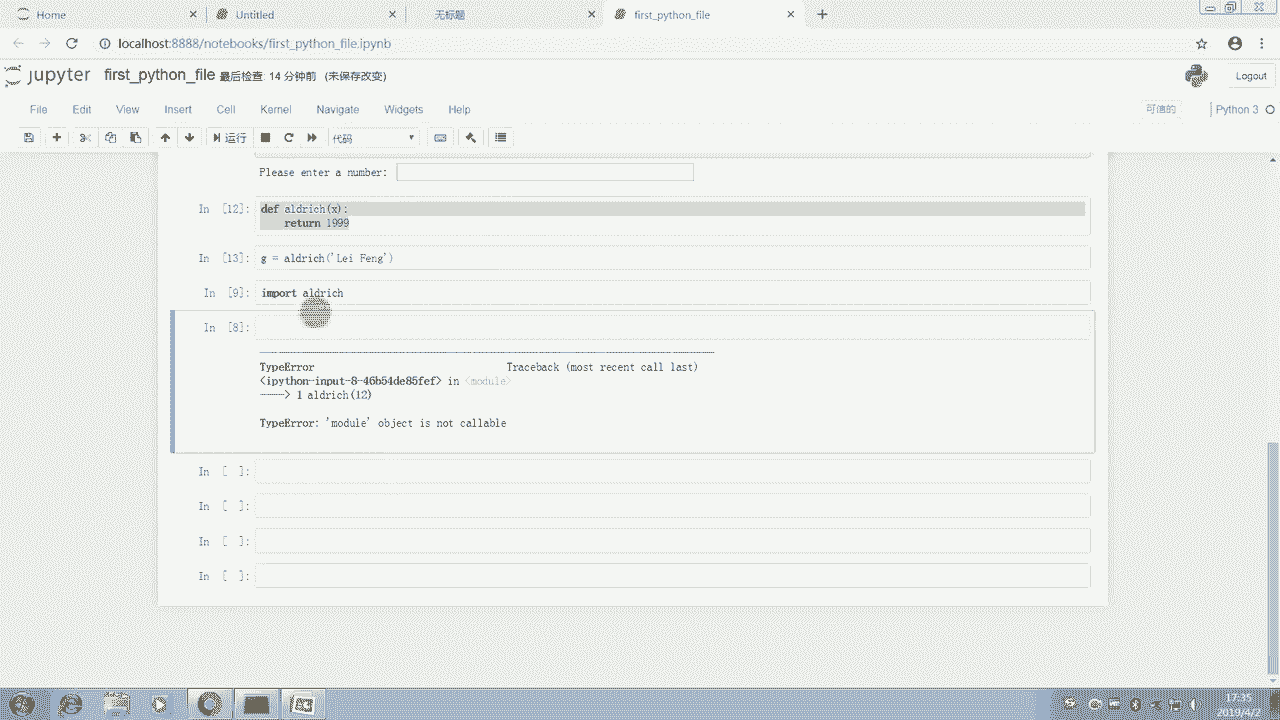 Home
Untitled
无标题
first_python_file
localhost:8888/notebooks/first_python_file.ipynb
jupyter first_python_file 最后检查: 14 分钟前 (未保存改变)
Logout
File Edit View Insert Cell Kernel Navigate Widgets Help
可信的
Python 3
运行
代码
Please enter a number:
In [12]: def aldrich(x):
return 1999
In [13]: g = aldrich('Lei Feng')
In [9]: import aldrich
In [8]:
TypeError Traceback (most recent call last)
<ipython-input-8-46b54de85fef> in <module>
----> 1 aldrich(12)
TypeError: 'module' object is not callable
In [ ]:
In [ ]:
In [ ]:
In [ ]:
17:35
2019/4/2